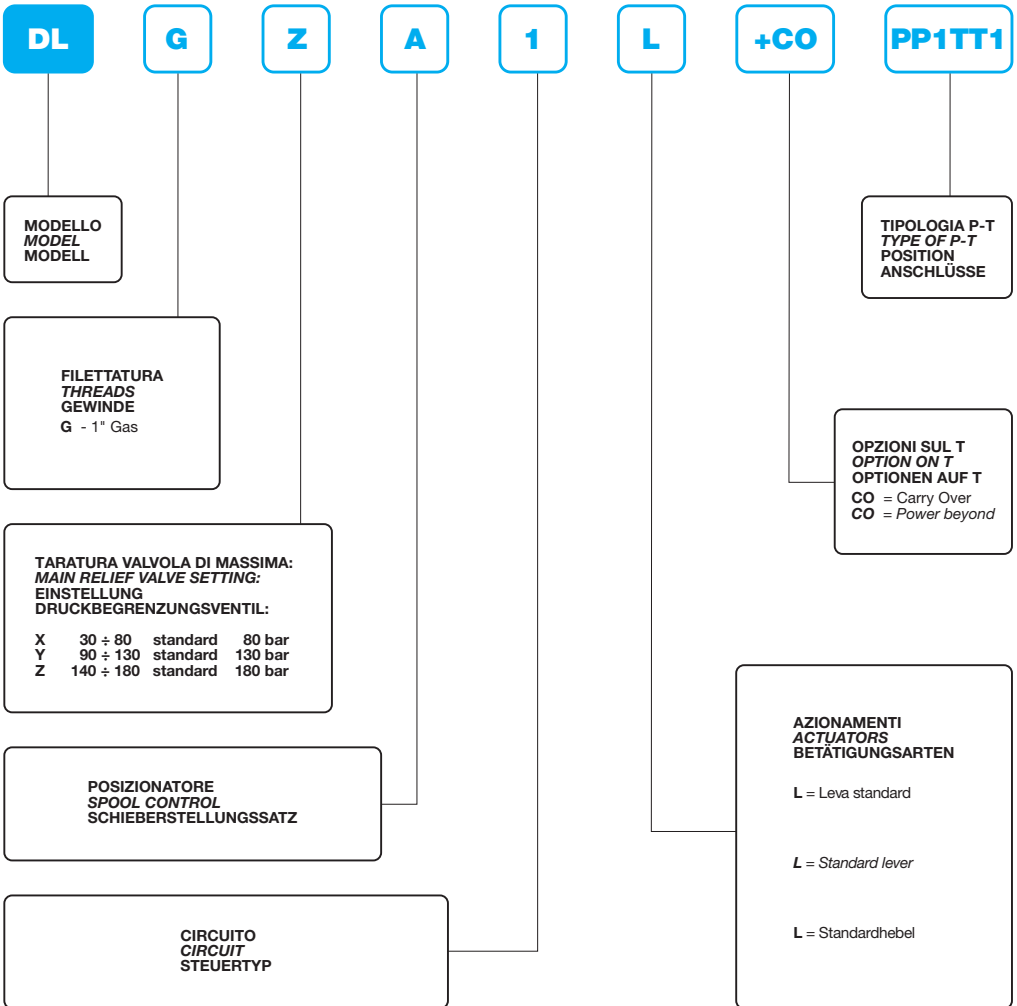 DL G Z A 1 L +CO PP1TT1
MODELLO
MODEL
MODELL
TIPOLOGIA P-T
TYPE OF P-T
POSITION
ANSCHLÜSSE
FILETTATURA
THREADS
GEWINDE
G - 1" Gas
OPZIONI SUL T
OPTION ON T
OPTIONEN AUF T
CO = Carry Over
CO = Power beyond
TARATURA VALVOLA DI MASSIMA:
MAIN RELIEF VALVE SETTING:
EINSTELLUNG
DRUCKBEGRENZUNGSVENTIL:
X 30 ÷ 80 standard 80 bar
Y 90 ÷ 130 standard 130 bar
Z 140 ÷ 180 standard 180 bar
AZIONAMENTI
ACTUATORS
BETÄTIGUNGSARTEN
L = Leva standard
L = Standard lever
L = Standardhebel
POSIZIONATORE
SPOOL CONTROL
SCHIEBERSTELLUNGSSATZ
CIRCUITO
CIRCUIT
STEUERTYP